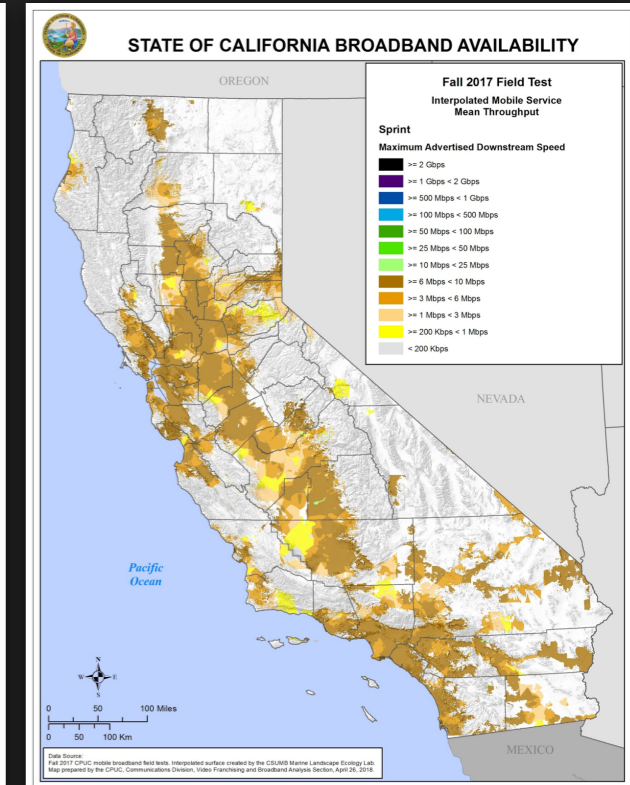 STATE OF CALIFORNIA BROADBAND AVAILABILITY
OREGON
Fall 2017 Field Test
Interpolated Mobile Service
Mean Throughput
Sprint
Maximum Advertised Downstream Speed
>= 2 Gbps
>= 1 Gbps < 2 Gbps
>= 500 Mbps < 1 Gbps
>= 100 Mbps < 500 Mbps
>= 50 Mbps < 100 Mbps
>= 25 Mbps < 50 Mbps
>= 10 Mbps < 25 Mbps
>= 6 Mbps < 10 Mbps
>= 3 Mbps < 6 Mbps
>= 1 Mbps < 3 Mbps
>= 200 Kbps < 1 Mbps
< 200 Kbps
NEVADA
Pacific
Ocean
N
W E
S
0 50 100 Miles
0 50 100 Km
MEXICO
Data Source:
Fall 2017 CPUC mobile broadband field tests. Interpolated surface created by the CSUMB Marine Landscape Ecology Lab.
Map prepared by the CPUC, Communications Division, Video Franchising and Broadband Analysis Section, April 26, 2018.